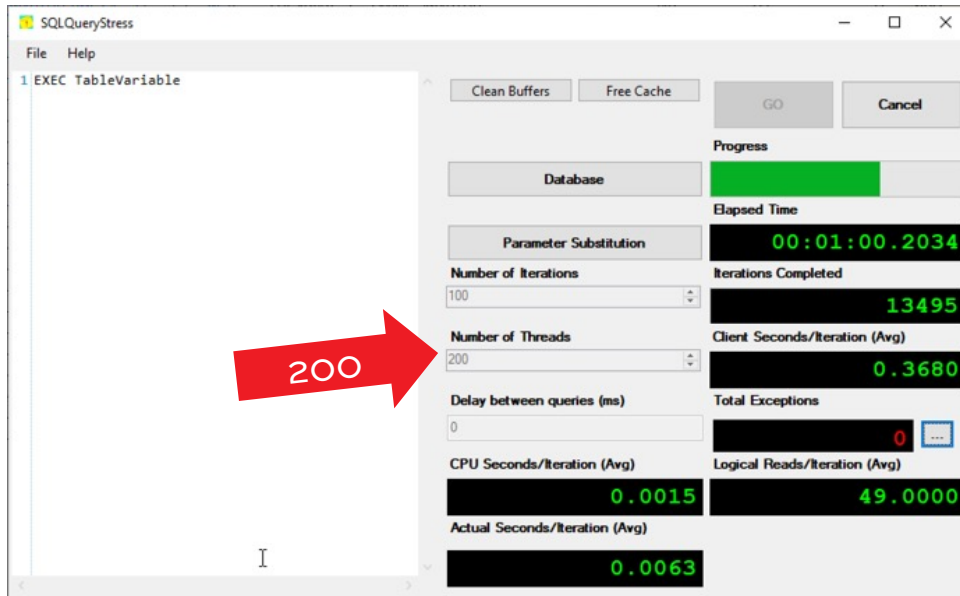 SQLQueryStress
File Help
1 EXEC TableVariable
Clean Buffers Free Cache
GO Cancel
Progress
Database
Elapsed Time
00:01:00.2034
Parameter Substitution
Number of Iterations
100
Iterations Completed
13495
Number of Threads
200
200
Client Seconds/Iteration (Avg)
0.3680
Delay between queries (ms)
0
Total Exceptions
0 ...
CPU Seconds/Iteration (Avg)
0.0015
Logical Reads/Iteration (Avg)
49.0000
Actual Seconds/Iteration (Avg)
0.0063